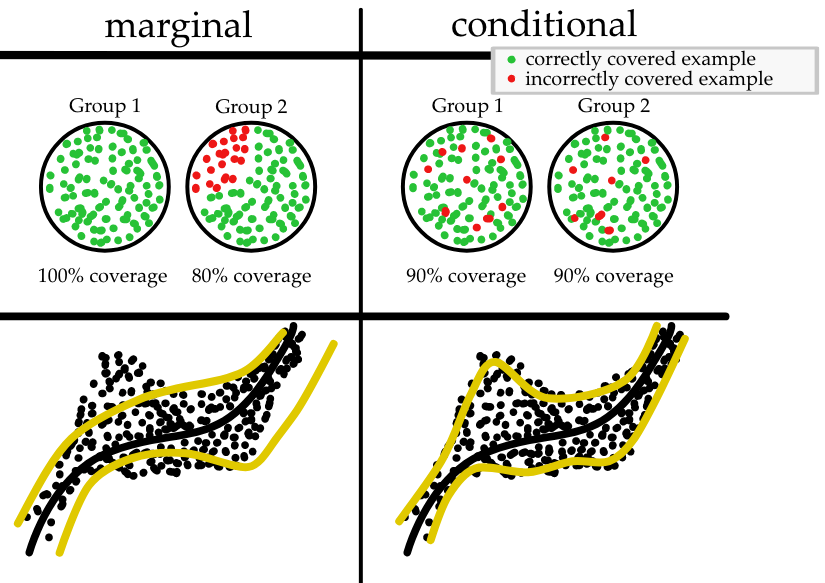 marginal
conditional
correctly covered example
incorrectly covered example
Group 1
Group 2
Group 1
Group 2
100% coverage
80% coverage
90% coverage
90% coverage